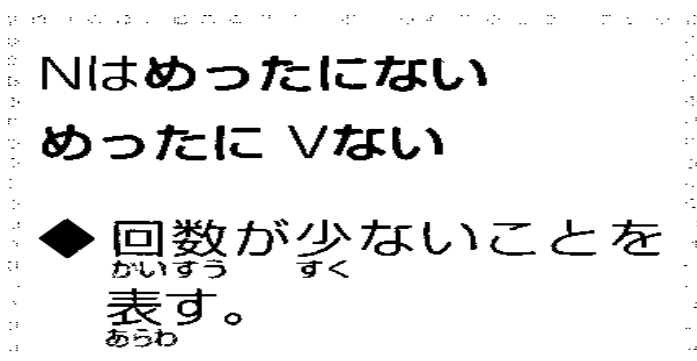 Nはめったにない
めったに Vない
◆ 回数が少ないことを
かいすう すく
表す。
あらわ